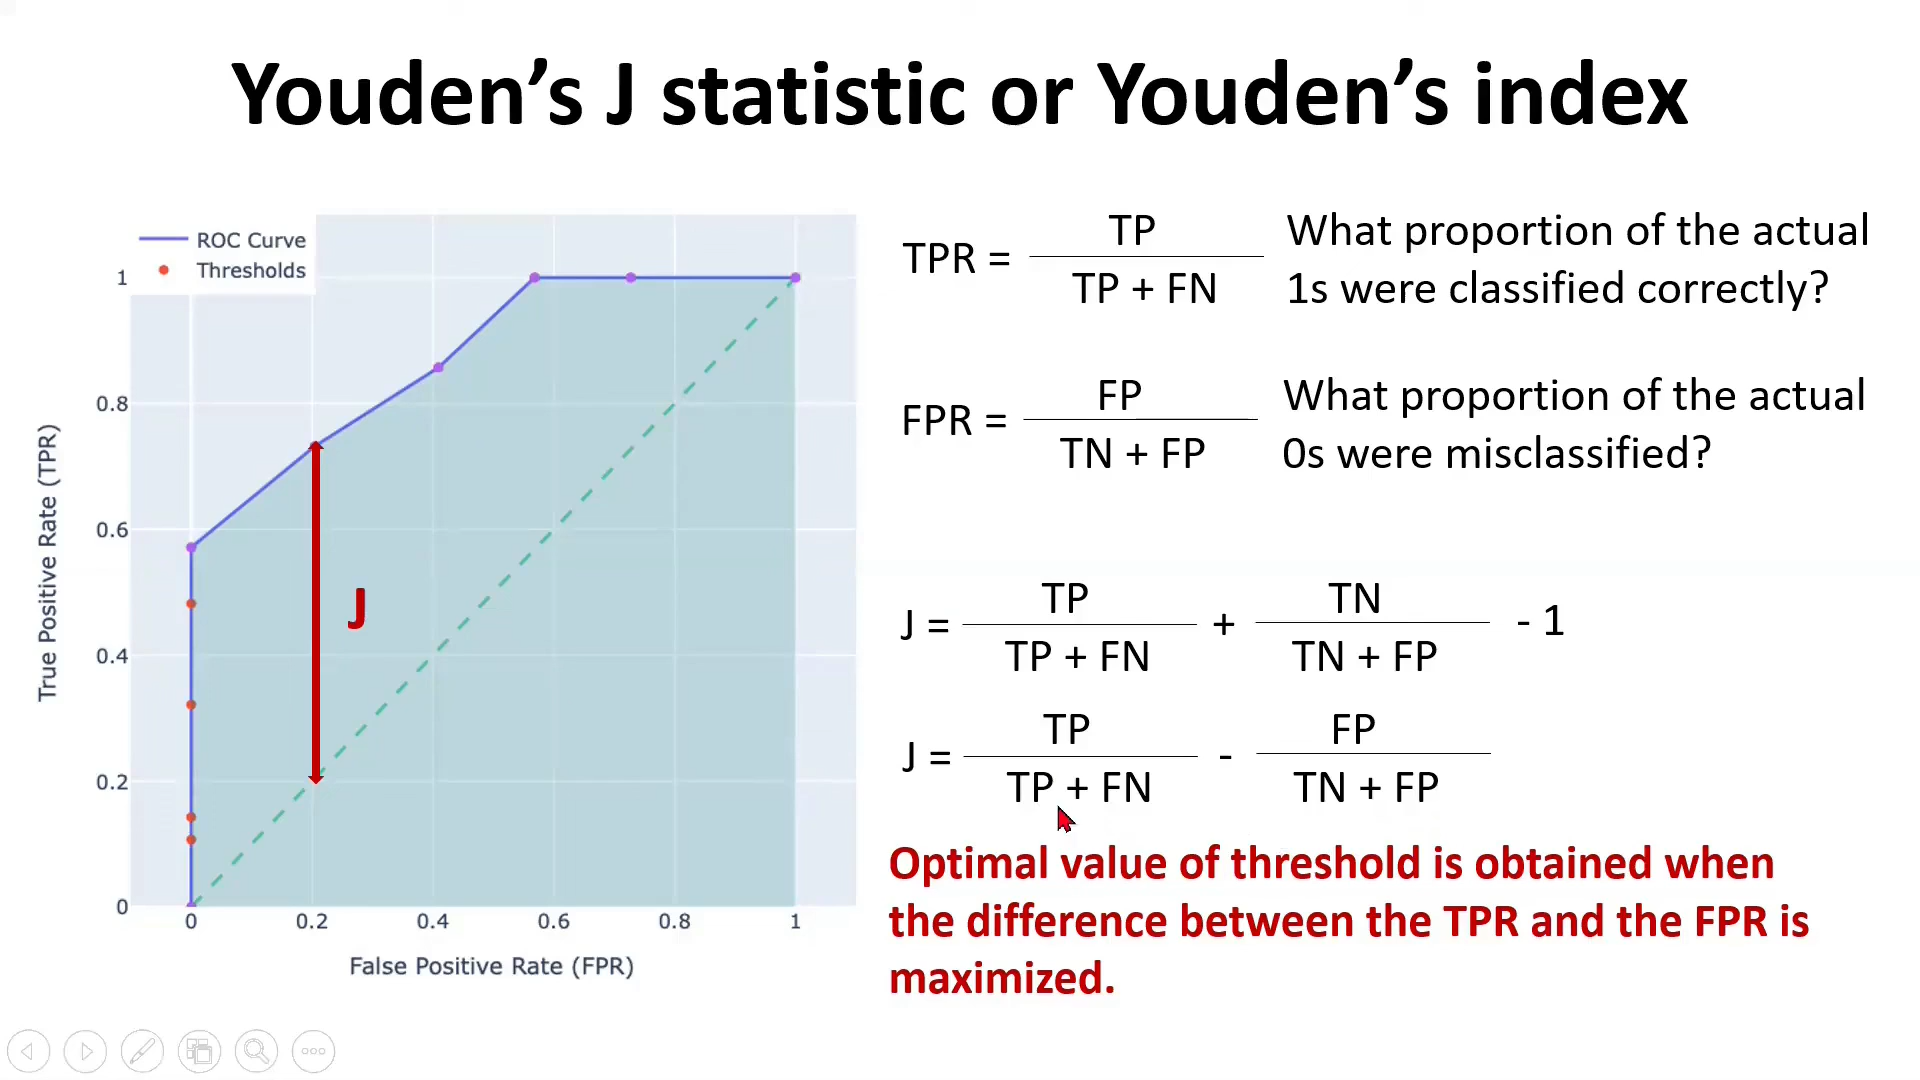 Youden’s J statistic or Youden’s index
ROC Curve
Thresholds
1
0.8
0.6
0.4
0.2
0
0 0.2 0.4 0.6 0.8 1
True Positive Rate (TPR)
False Positive Rate (FPR)
J
TPR = TP
TP + FN
What proportion of the actual
1s were classified correctly?
FPR = FP
TN + FP
What proportion of the actual
0s were misclassified?
J = TP + TN - 1
TP + FN TN + FP
J = TP - FP
TP + FN TN + FP
Optimal value of threshold is obtained when
the difference between the TPR and the FPR is
maximized.